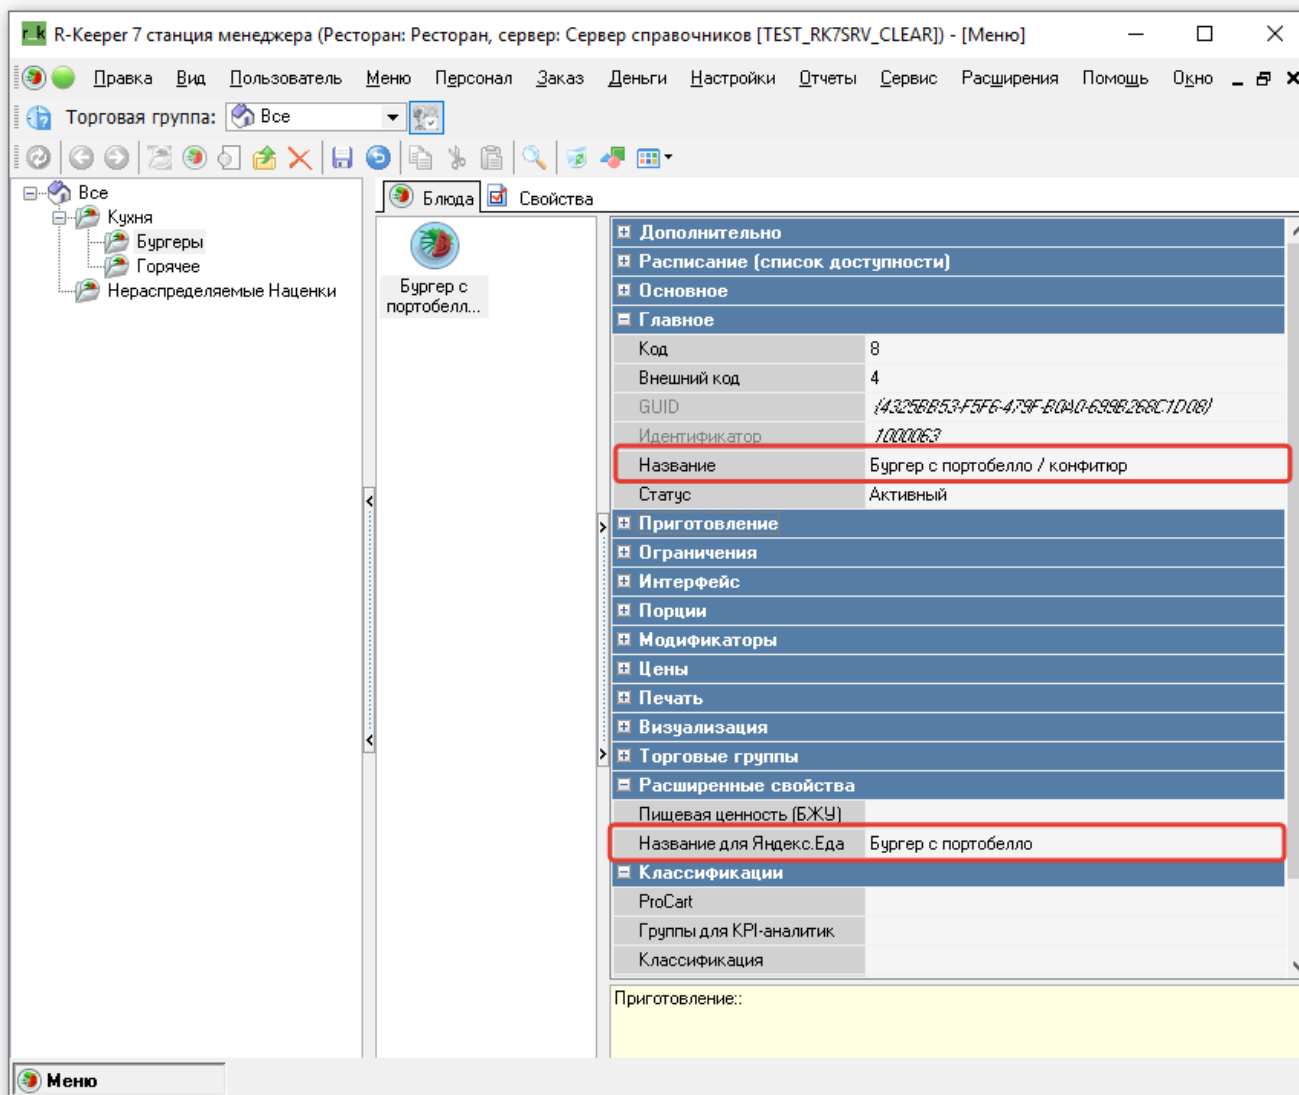 r_k R-Keeper 7 станция менеджера (Ресторан: Ресторан, сервер: Сервер справочников [TEST_RK7SRV_CLEAR]) - [Меню]
Правка Вид Пользователь Меню Персонал Заказ Деньги Настройки Отчеты Сервис Расширения Помощь Окно
Торговая группа: Все
Все
Кухня
Бургеры
Горячее
Нераспределяемые Наценки
Блюда Свойства
Бургер с
портобелл...
Дополнительно
Расписание (список доступности)
Основное
Главное
Код 8
Внешний код 4
GUID {4325BB53-F5F6-479F-B0A0-699B268C1D08}
Идентификатор 1000063
Название Бургер с портобелло / конфитюр
Статус Активный
Приготовление
Ограничения
Интерфейс
Порции
Модификаторы
Цены
Печать
Визуализация
Торговые группы
Расширенные свойства
Пищевая ценность (БЖУ)
Название для Яндекс.Еда Бургер с портобелло
Классификации
ProCart
Группы для KPI-аналитик
Классификация
Приготовление::
Меню